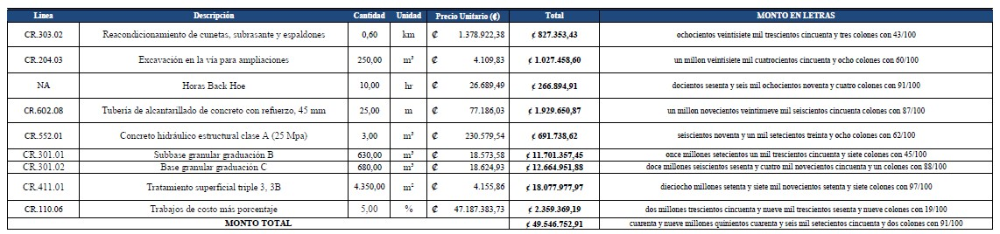 Línea Descripción Cantidad Unidad Precio Unitario (₡) Total MONTO EN LETRAS
CR.303.02 Reacondicionamiento de cunetas, subrasante y espaldones 0,60 km ₡ 1.378.922,38 ¢ 827.353,43 ochocientos veintisiete mil trescientos cincuenta y tres colones con 43/100
CR.204.03 Excavación en la vía para ampliaciones 250,00 m³ ₡ 4.109,83 ¢ 1.027.458,60 un millon veintisiete mil cuatrocientos cincuenta y ocho colones con 60/100
NA Horas Back Hoe 10,00 hr ₡ 26.689,49 ¢ 266.894,91 docientos sesenta y seis mil ochocientos noventa y cuatro colones con 91/100
CR.602.08 Tubería de alcantarillado de concreto con refuerzo, 45 mm 25,00 m ₡ 77.186,03 ¢ 1.929.650,87 un millon novecientos veintinueve mil seiscientos cincuenta colones con 87/100
CR.552.01 Concreto hidráulico estructural clase A (25 Mpa) 3,00 m³ ₡ 230.579,54 ¢ 691.738,62 seiscientos noventa y un mil setecientos treinta y ocho colones con 62/100
CR.301.01 Subbase granular graduación B 630,00 m³ ₡ 18.573,58 ¢ 11.701.357,45 once millones setecientos un mil trescientos cincuenta y siete colones con 45/100
CR.301.02 Base granular graduación C 680,00 m³ ₡ 18.624,93 ¢ 12.664.951,88 doce millones seiscientos sesenta y cuatro mil novecientos cincuenta y un colones con 88/100
CR.411.01 Tratamiento superficial triple 3, 3B 4.350,00 m² ₡ 4.155,86 ¢ 18.077.977,97 dieciocho millones setenta y siete mil novecientos setenta y siete colones con 97/100
CR.110.06 Trabajos de costo más porcentaje 5,00 % ₡ 47.187.383,73 ¢ 2.359.369,19 dos millones trescientos cincuenta y nueve mil trescientos sesenta y nueve colones con 19/100
MONTO TOTAL ¢ 49.546.752,91 cuarenta y nueve millones quinientos cuarenta y seis mil setecientos cincuenta y dos colones con 91/100